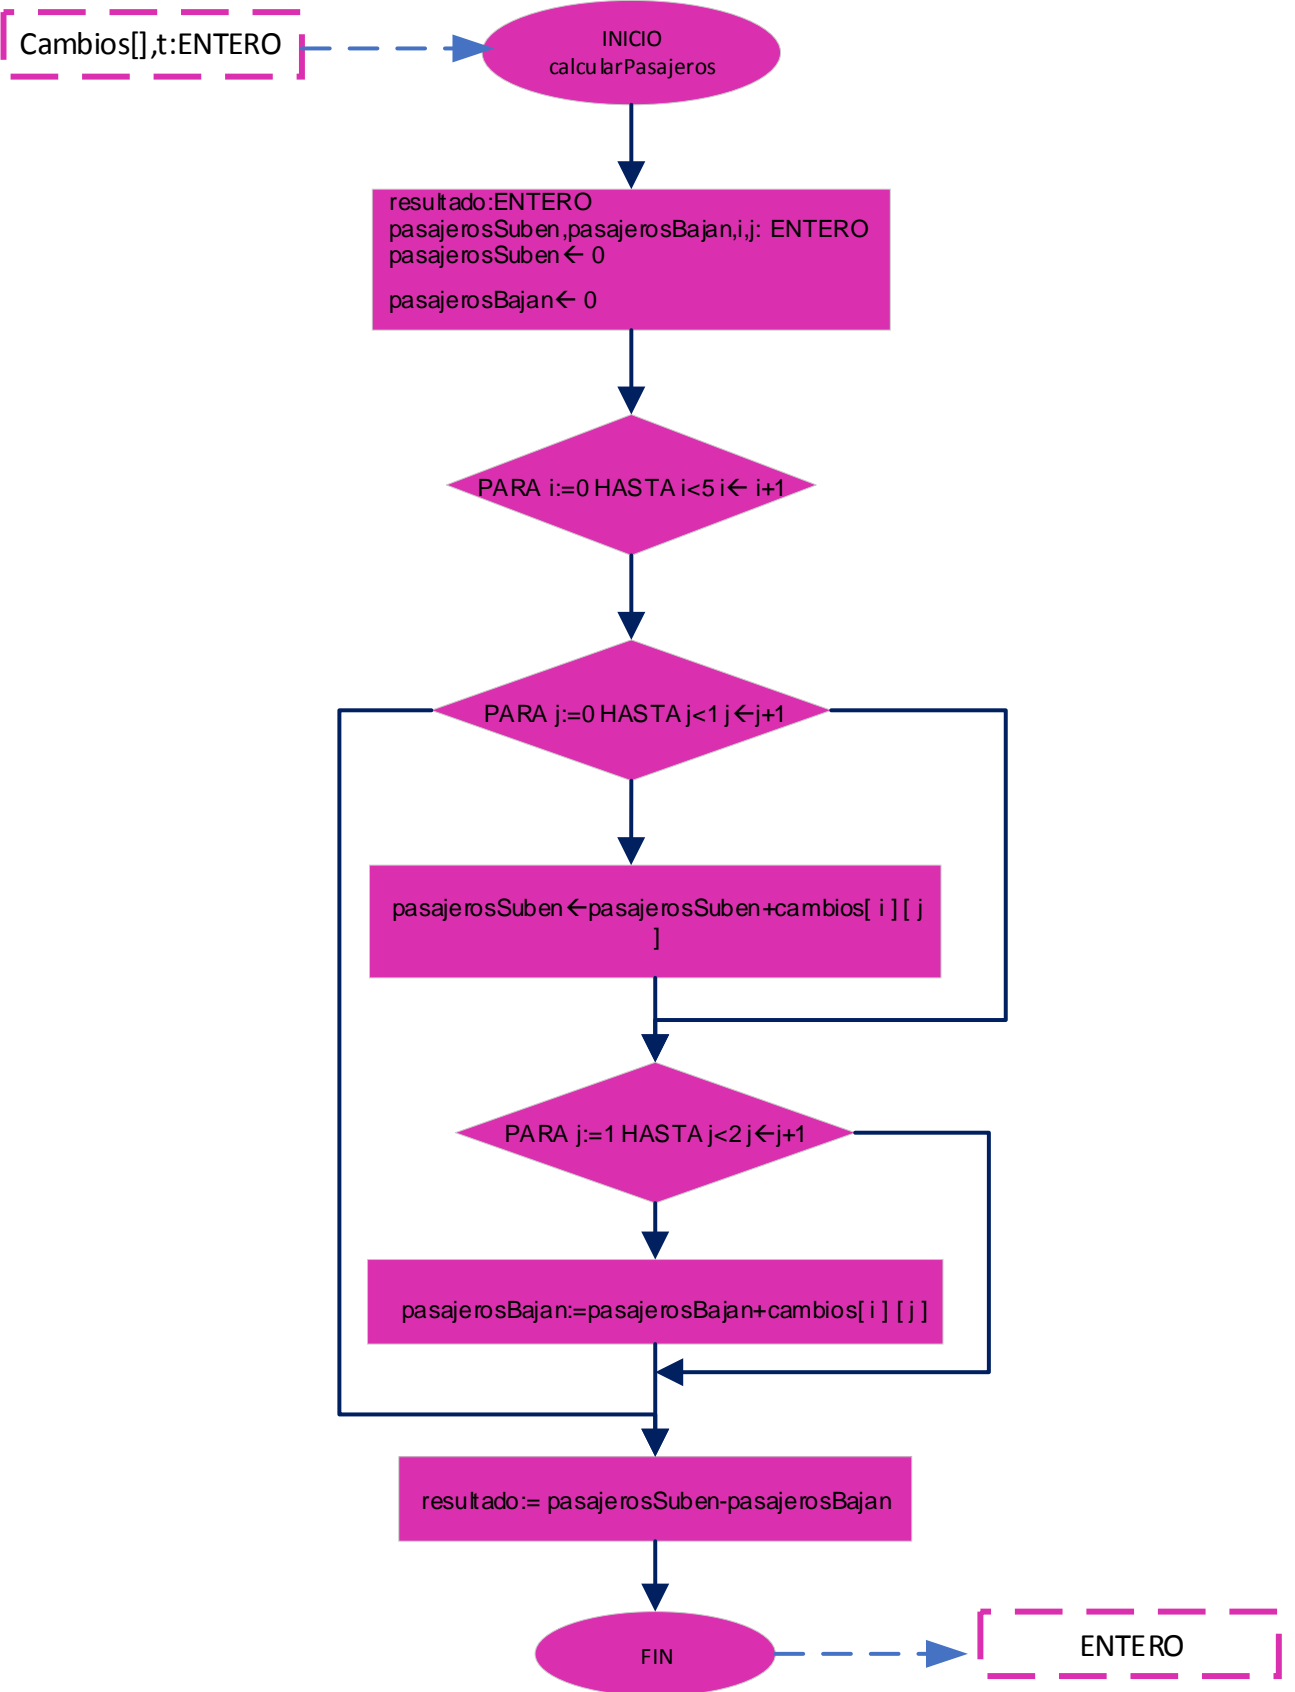 Cambios[],t:ENTERO
INICIO
calcularPasajeros
resultado:ENTERO
pasajerosSuben,pasajerosBajan,i,j: ENTERO
pasajerosSuben← 0
pasajerosBajan← 0
PARA i:=0 HASTA i<5 i← i+1
PARA j:=0 HASTA j<1 j←j+1
pasajerosSuben←pasajerosSuben+cambios[ i ] [ j
]
PARA j:=1 HASTA j<2 j←j+1
pasajerosBajan:=pasajerosBajan+cambios[ i ] [ j ]
resultado:= pasajerosSuben-pasajerosBajan
FIN
ENTERO